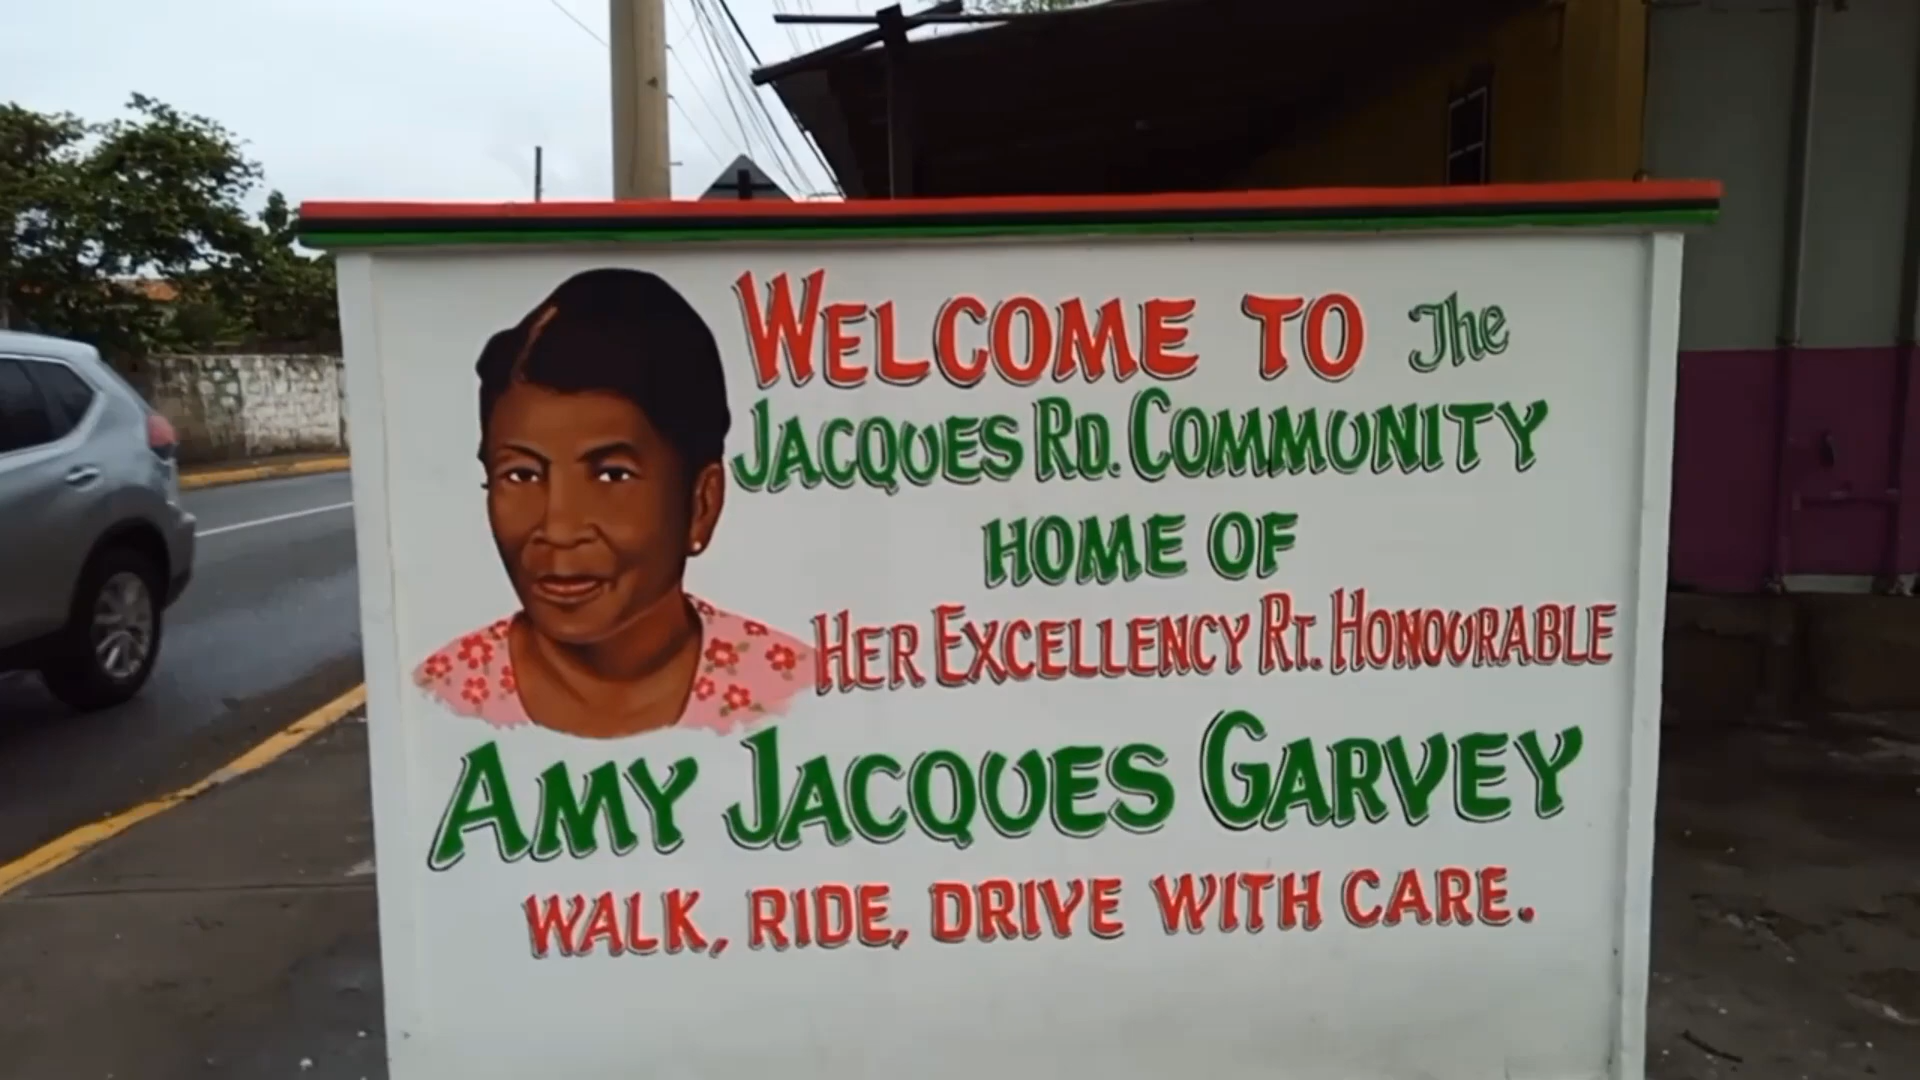 WELCOME TO The
JACQUES RD. COMMUNITY
HOME OF
HER EXCELLENCY RT. HONOURABLE
AMY JACQUES GARVEY
WALK, RIDE, DRIVE WITH CARE.